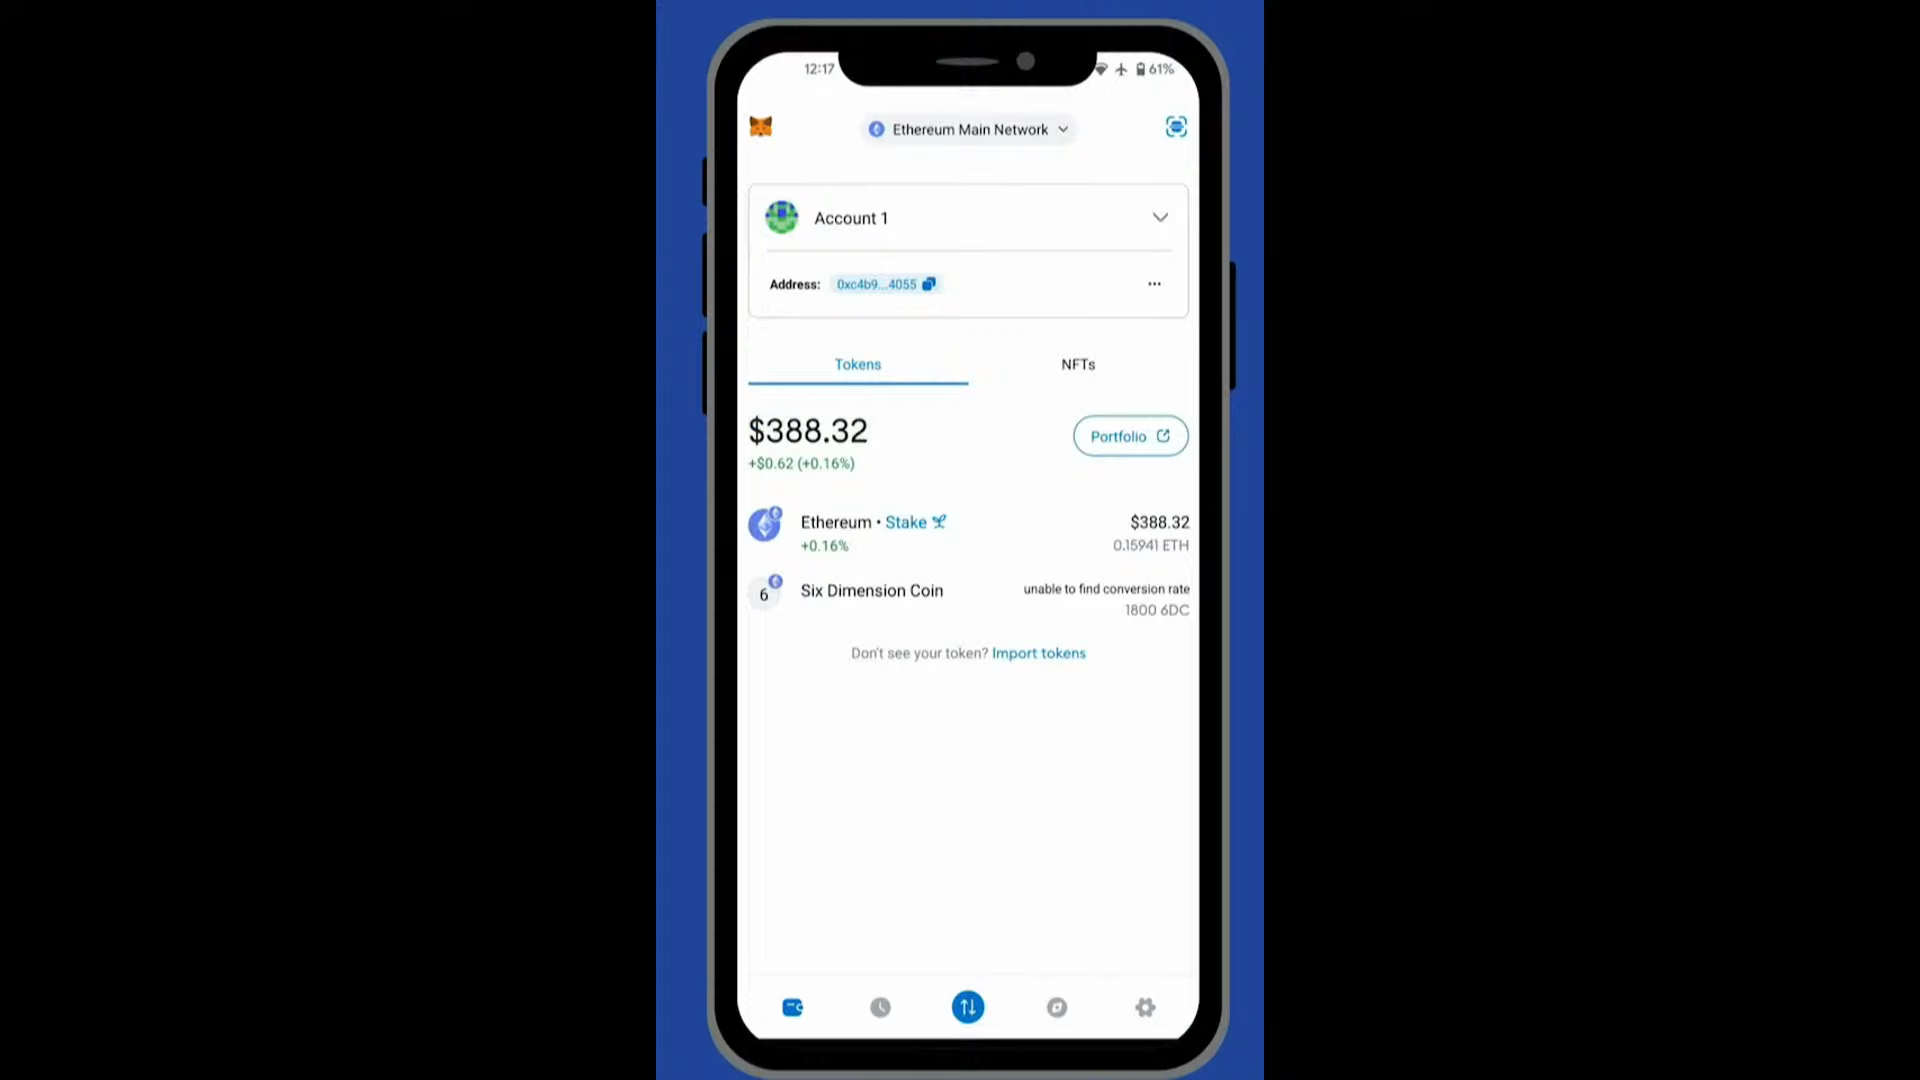 12:17
61%
Ethereum Main Network
Account 1
Address: 0xc4b9...4055
Tokens
NFTs
$388.32
Portfolio
+$0.62 (+0.16%)
Ethereum • Stake
$388.32
+0.16%
0.15941 ETH
6
Six Dimension Coin
unable to find conversion rate
1800 6DC
Don't see your token? Import tokens